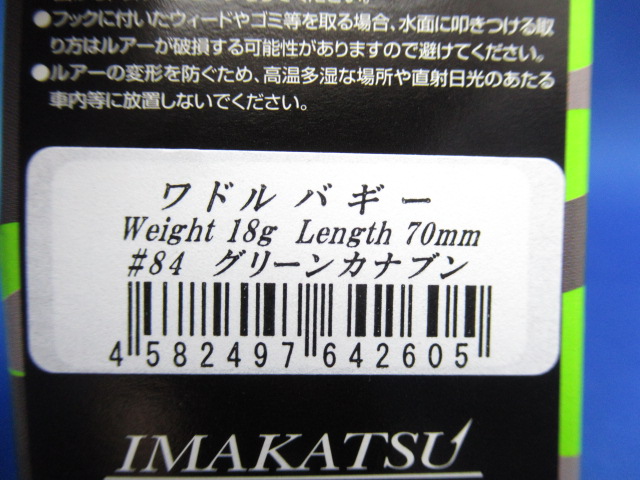 ●フックに付いたウィードやゴミ等を取る場合、水面に叩きつける取
り方はルアーが破損する可能性がありますので避けてください。
●ルアーの変形を防ぐため、高温多湿な場所や直射日光のあたる
車内等に放置しないでください。
ワドルバギー
Weight 18g Length 70mm
#84 グリーンカナブン
4 582497 642605
IMAKATSU